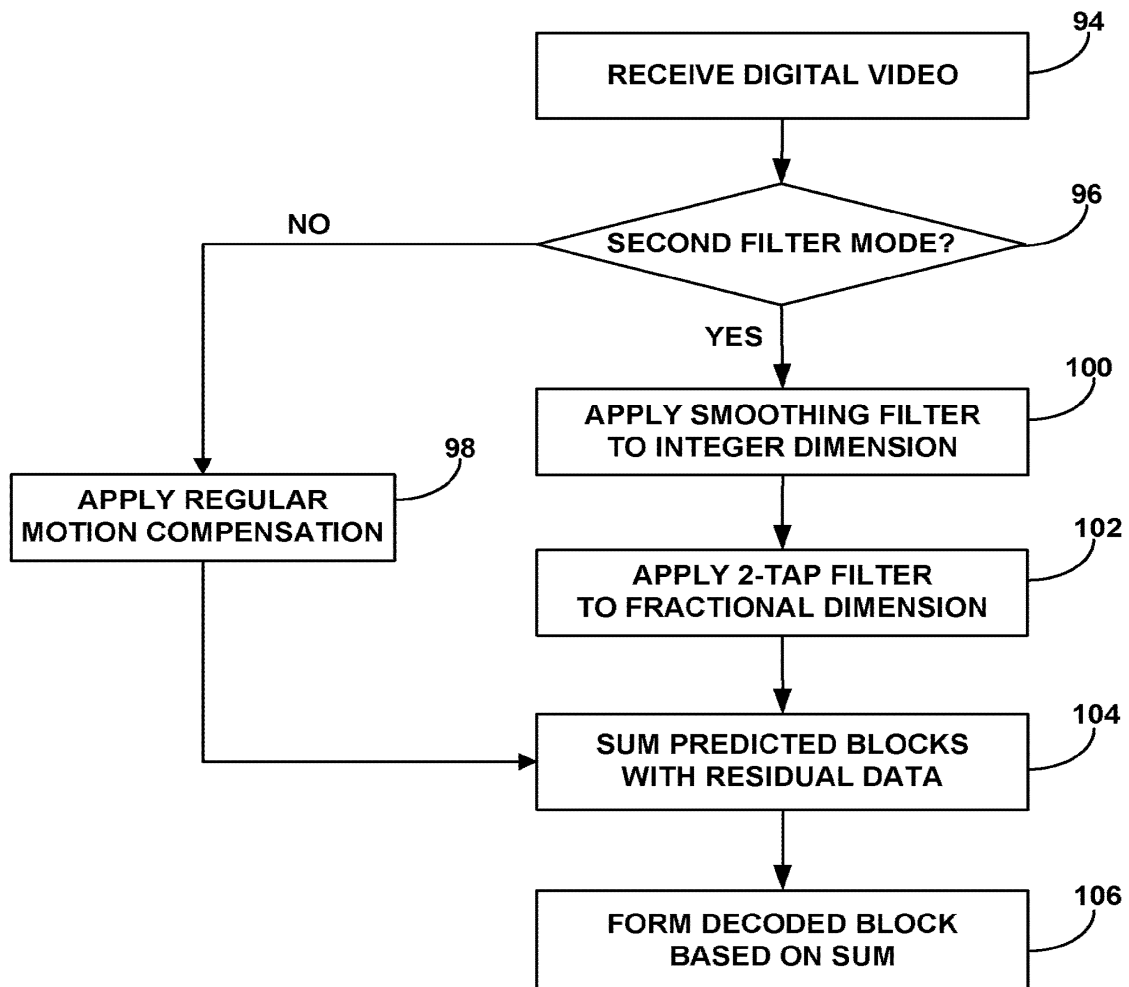 94
RECEIVE DIGITAL VIDEO
96
SECOND FILTER MODE?
NO
YES
100
APPLY SMOOTHING FILTER
TO INTEGER DIMENSION
98
APPLY REGULAR
MOTION COMPENSATION
102
APPLY 2-TAP FILTER
TO FRACTIONAL DIMENSION
104
SUM PREDICTED BLOCKS
WITH RESIDUAL DATA
106
FORM DECODED BLOCK
BASED ON SUM